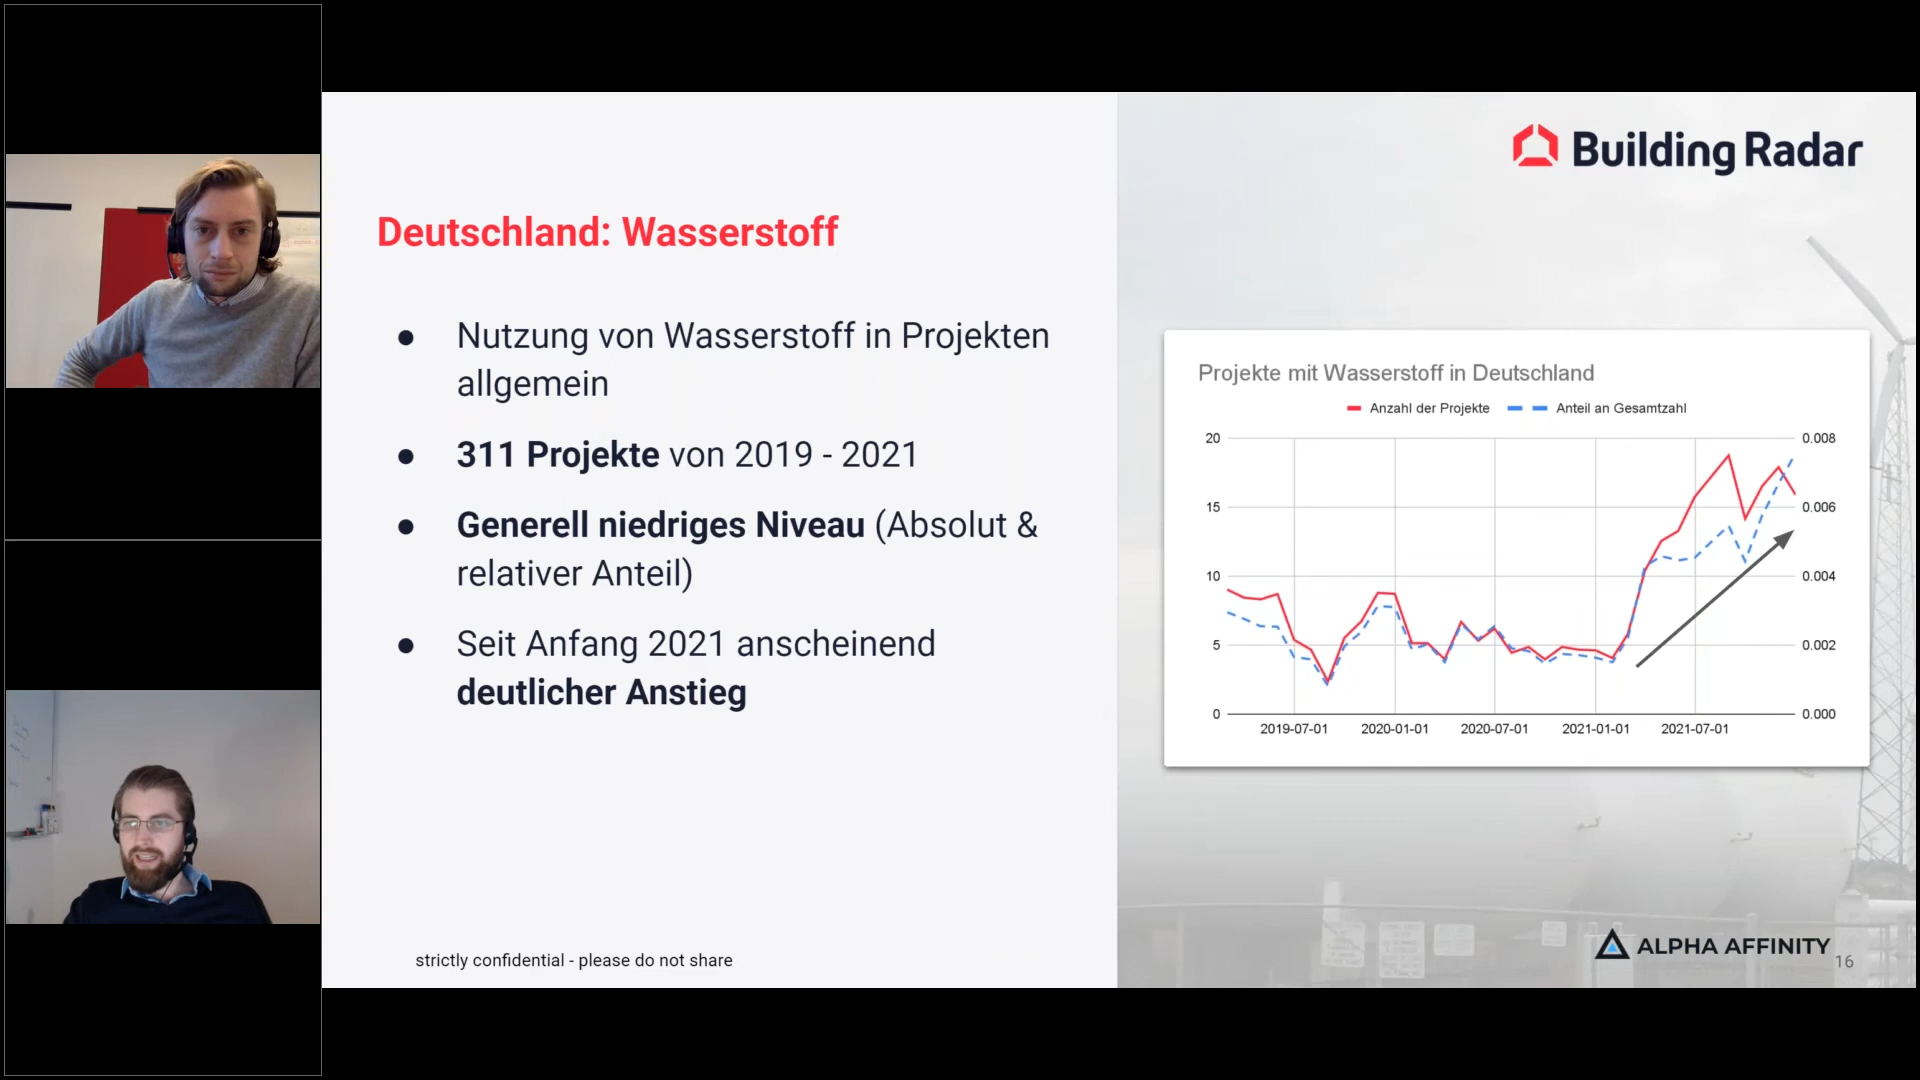 Building Radar
Deutschland: Wasserstoff
● Nutzung von Wasserstoff in Projekten
allgemein
● 311 Projekte von 2019 - 2021
● Generell niedriges Niveau (Absolut &
relativer Anteil)
● Seit Anfang 2021 anscheinend
deutlicher Anstieg
strictly confidential - please do not share
Projekte mit Wasserstoff in Deutschland
Anzahl der Projekte Anteil an Gesamtzahl
20 0.008
15 0.006
10 0.004
5 0.002
0 0.000
2019-07-01 2020-01-01 2020-07-01 2021-01-01 2021-07-01
ALPHA AFFINITY
16